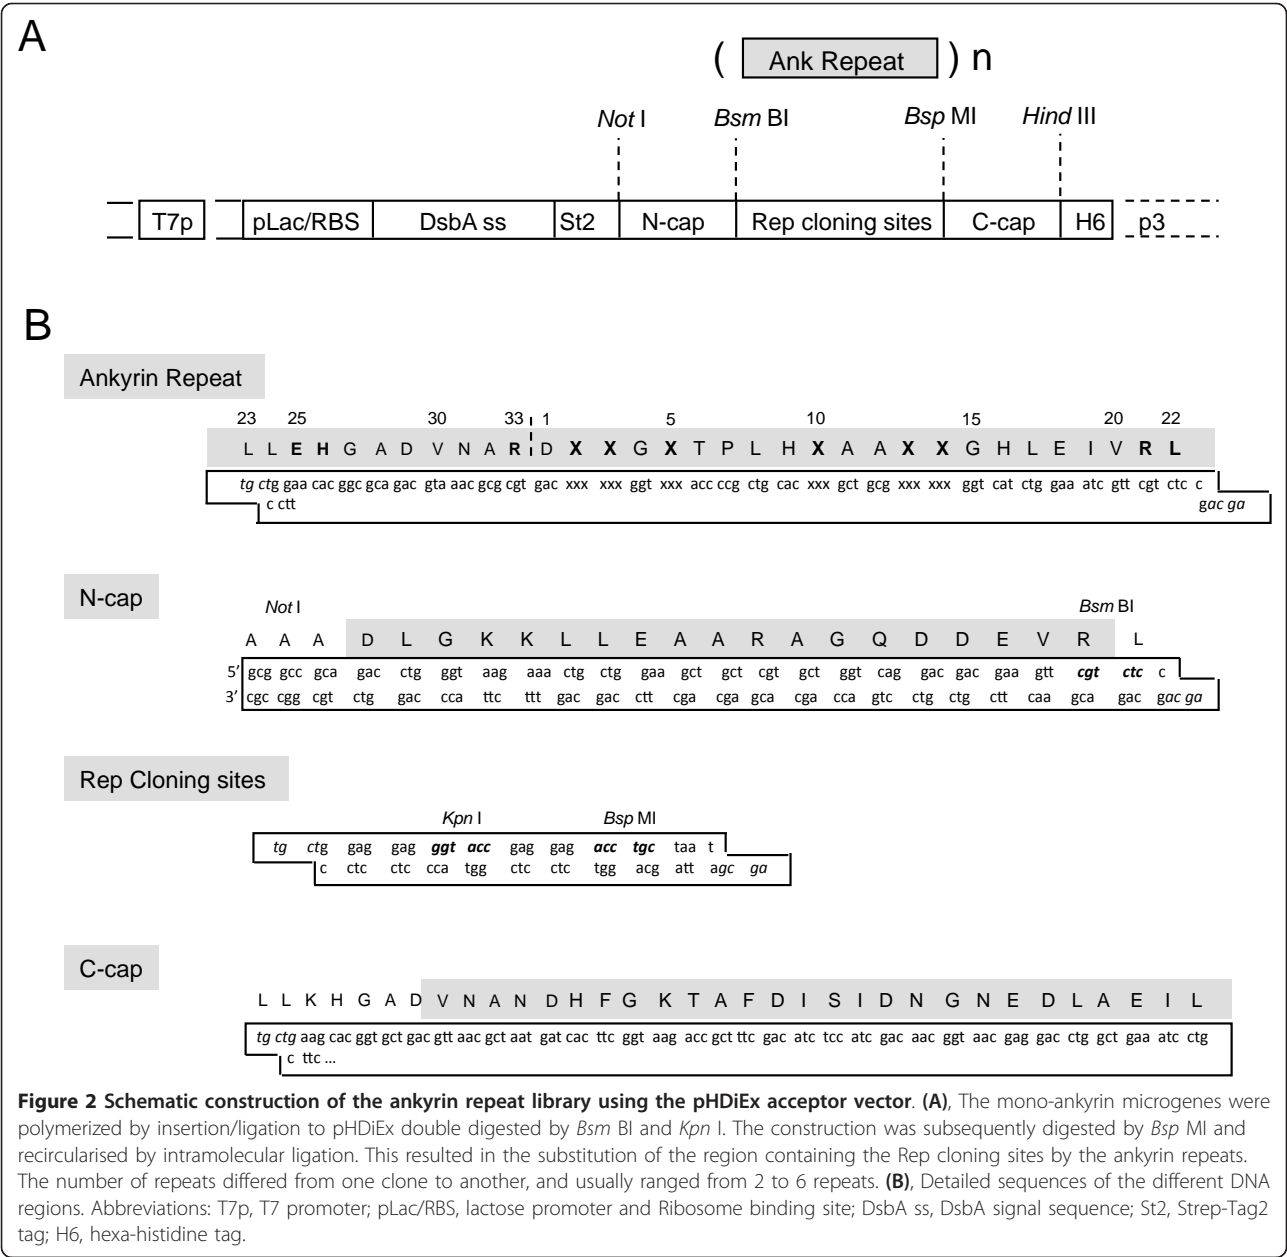 A
( Ank Repeat ) n
Not I Bsm BI Bsp MI Hind III
T7p pLac/RBS DsbA ss St2 N-cap Rep cloning sites C-cap H6 p3
B
Ankyrin Repeat
23 25 30 33 1 5 10 15 20 22
L L E H G A D V N A R D X X G X T P L H X A A X X G H L E I V R L
tg ctg gaa cac ggc gca gac gta aac gcg cgt gac xxx xxx ggt xxx acc ccg ctg cac xxx gct gcg xxx xxx ggt cat ctg gaa atc gtt cgt ctc c
c ctt gac ga
N-cap
Not I Bsm BI
A A A D L G K K L L E A A R A G Q D D E V R L
5′ gcg gcc gca gac ctg ggt aag aaa ctg ctg gaa gct gct cgt gct ggt cag gac gac gaa gtt cgt ctc c
3′ cgc cgg cgt ctg gac cca ttc ttt gac gac ctt cga cga gca cga cca gtc ctg ctg ctt caa gca gac gac ga
Rep Cloning sites
Kpn I Bsp MI
tg ctg gag gag ggt acc gag gag acc tgc taa t
c ctc ctc cca tgg ctc ctc tgg acg att agc ga
C-cap
L L K H G A D V N A N D H F G K T A F D I S I D N G N E D L A E I L
tg ctg aag cac ggt gct gac gtt aac gct aat gat cac ttc ggt aag acc gct ttc gac atc tcc atc gac aac ggt aac gag gac ctg gct gaa atc ctg
c ttc ...
Figure 2 Schematic construction of the ankyrin repeat library using the pHDiEx acceptor vector. (A), The mono-ankyrin microgenes were
polymerized by insertion/ligation to pHDiEx double digested by Bsm BI and Kpn I. The construction was subsequently digested by Bsp MI and
recircularised by intramolecular ligation. This resulted in the substitution of the region containing the Rep cloning sites by the ankyrin repeats.
The number of repeats differed from one clone to another, and usually ranged from 2 to 6 repeats. (B), Detailed sequences of the different DNA
regions. Abbreviations: T7p, T7 promoter; pLac/RBS, lactose promoter and Ribosome binding site; DsbA ss, DsbA signal sequence; St2, Strep-Tag2
tag; H6, hexa-histidine tag.